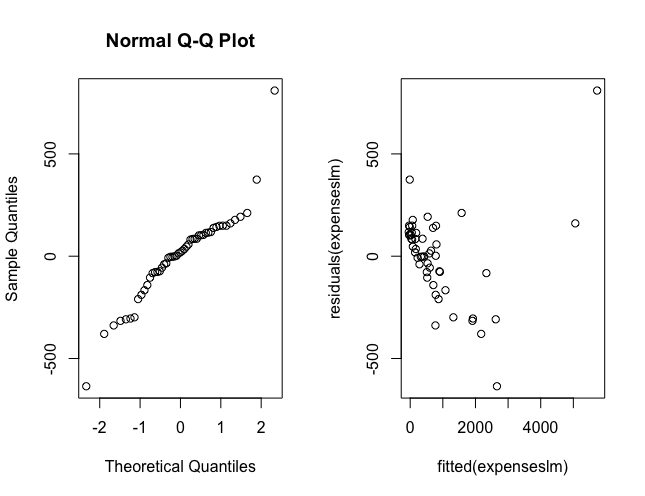 Normal Q-Q Plot
Sample Quantiles
500
0
-500
-2 -1 0 1 2
Theoretical Quantiles
residuals(expenseslm)
500
0
-500
0 2000 4000
fitted(expenseslm)